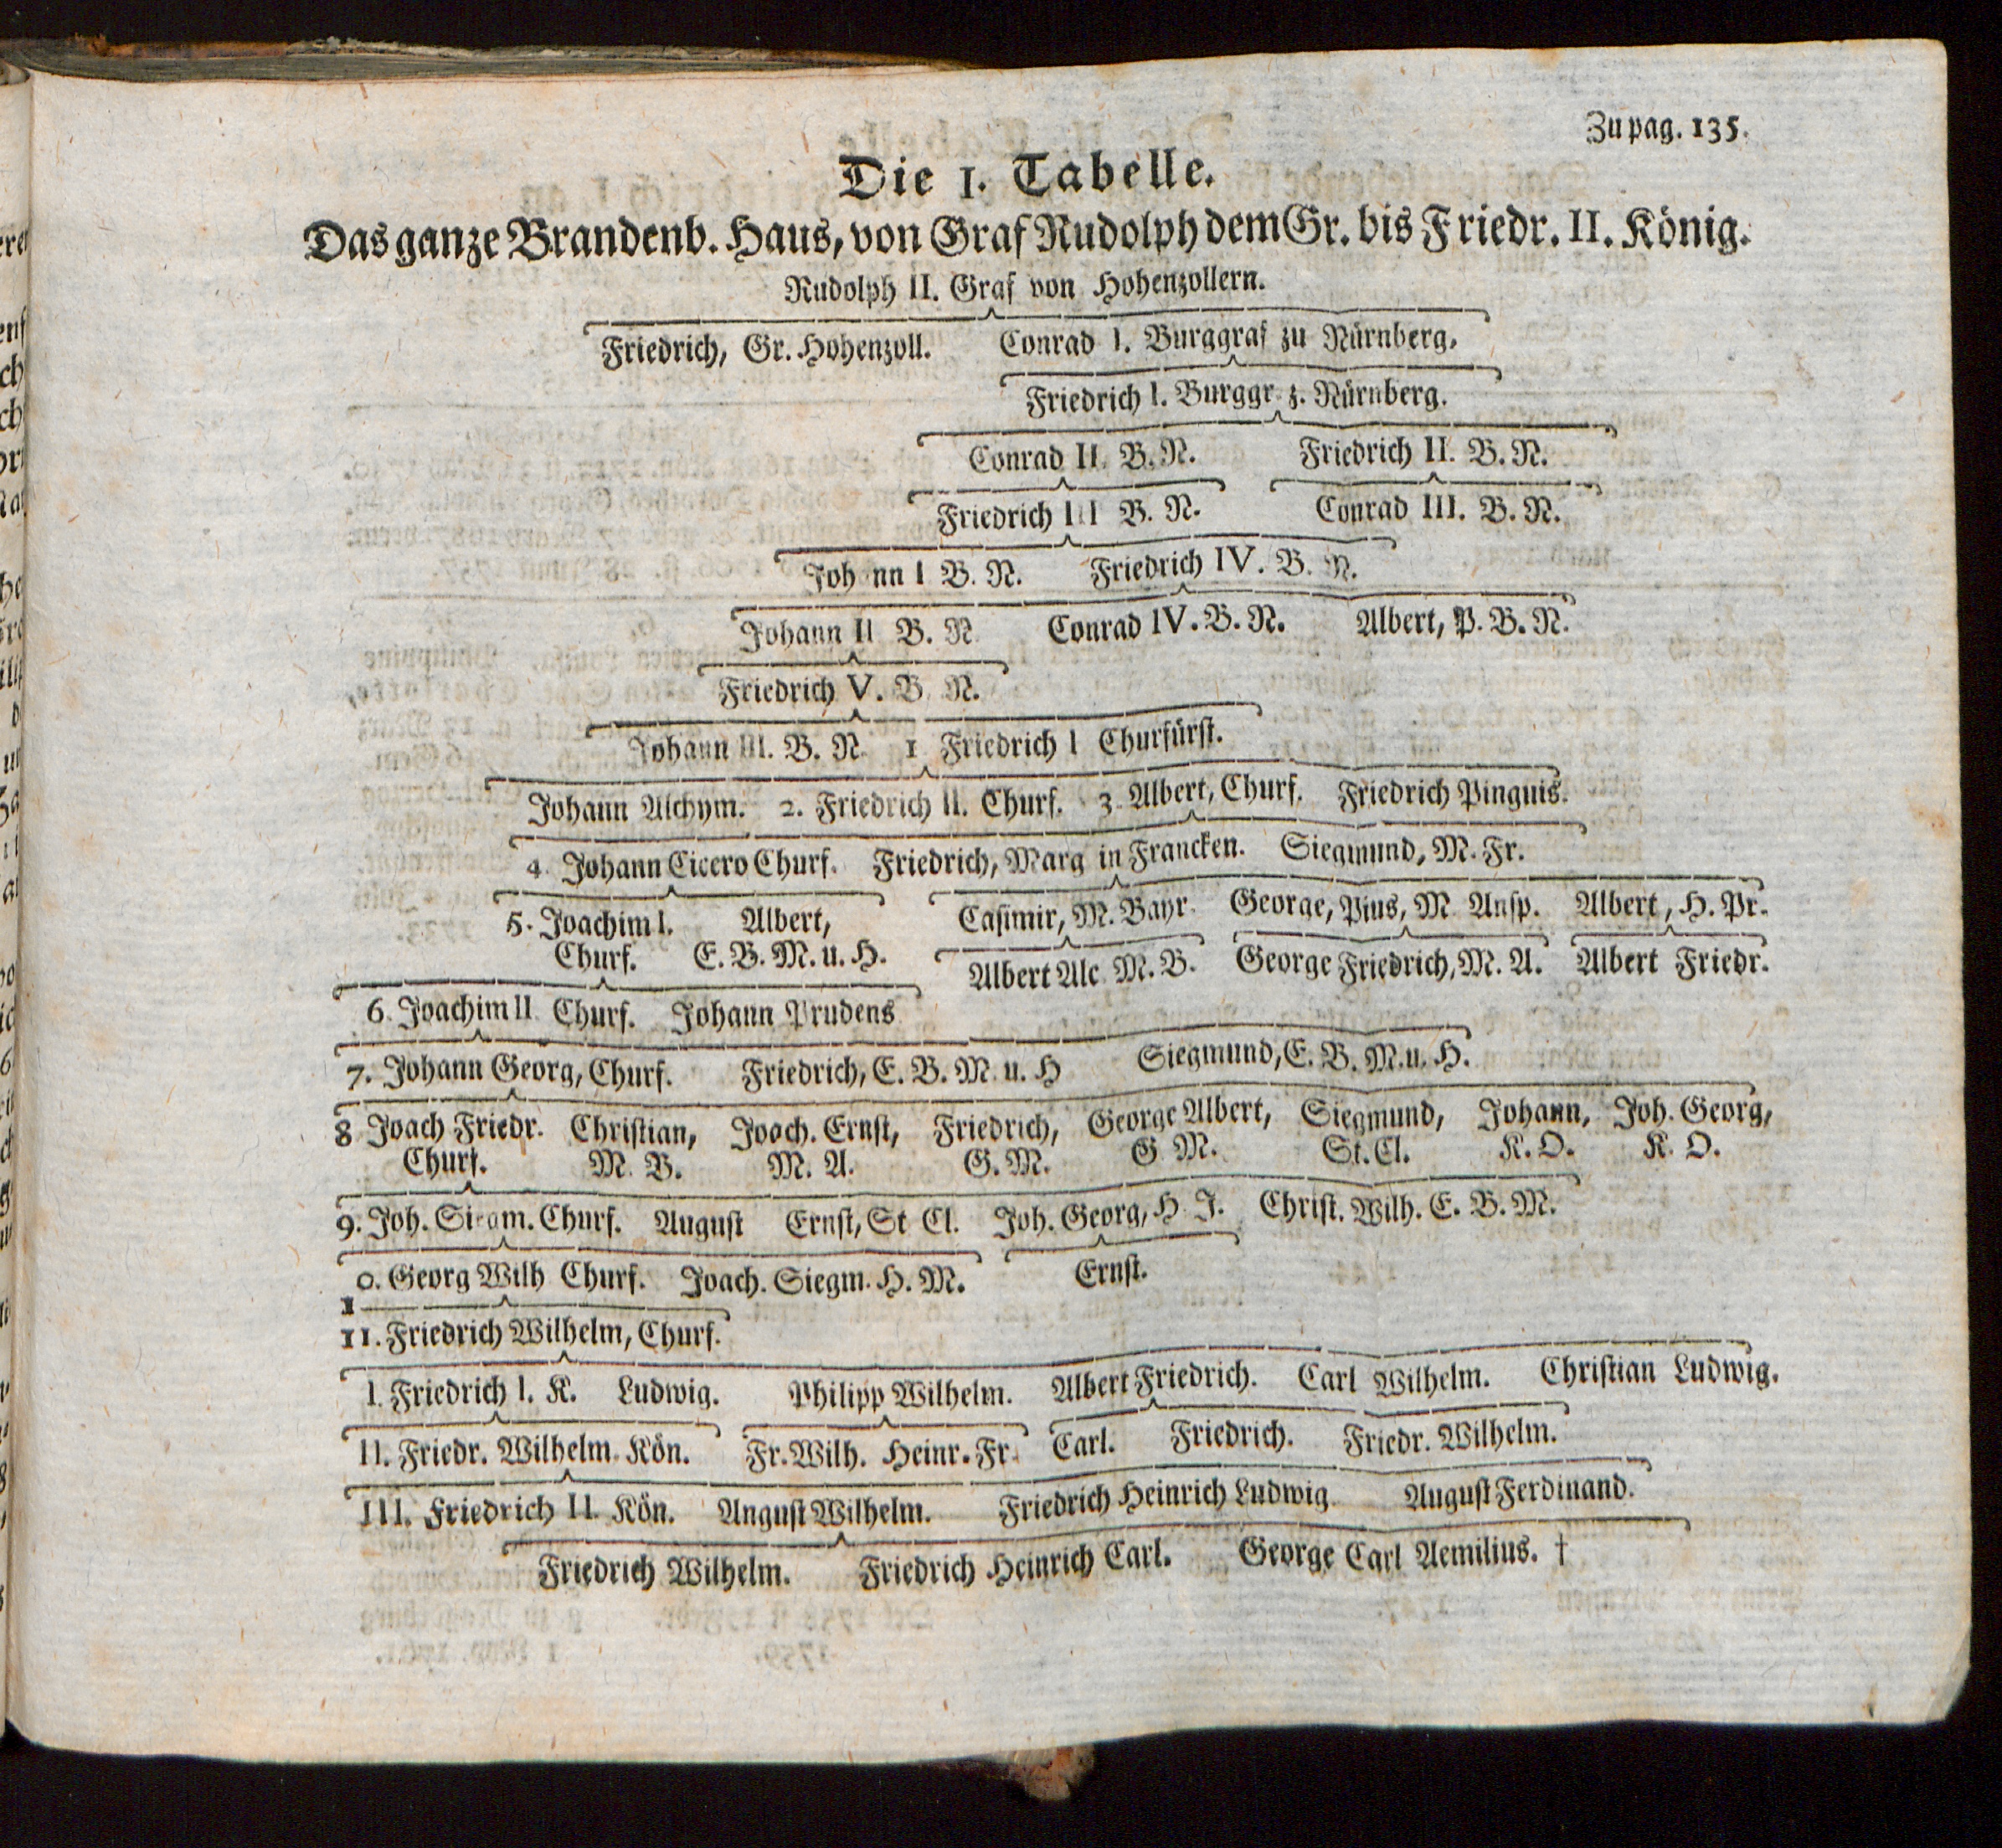 Zu pag. 135.
Die 1. Tabelle.
Das ganze Brandenb. Haus, von Graf Rudolph dem Gr. bis Friedr. II. König.
Rudolph II. Graf von Hohenzollern.
Friedrich, Gr. Hohenzoll. Conrad I. Burggraf zu Nürnberg.
Friedrich I. Burggr. z. Nürnberg.
Conrad II. B. N. Friedrich II. B. N.
Friedrich III B. N. Conrad III. B. N.
Joh nn I B. N. Friedrich IV. B. N.
Johann II B. N Conrad IV. B. N. Albert, P. B. N.
Friedrich V. B. N.
Johann III. B. N. 1 Friedrich I Churfürst.
Johann Alchym. 2. Friedrich II. Churf. 3. Albert, Churf. Friedrich Pinguis.
4. Johann Cicero Churf. Friedrich, Marg in Francken. Siegmund, M. Fr.
5. Joachim I. Albert, Casimir, M. Bayr. George, Pius, M. Ansp. Albert, H. Pr.
Churf. E. B. M. u. H.
Albert Alc M. B. George Friedrich, M. A. Albert Friedr.
6. Joachim II Churf. Johann Prudens
7. Johann Georg, Churf. Friedrich, E. B. M. u. H Siegmund, E. B. M. u. H.
8 Joach Friedr. Christian, Joach. Ernst, Friedrich, George Albert, Siegmund, Johann, Joh. Georg,
Churf. M. B. M. A. G. M. G M. St. Cl. K. O. K. O.
9. Joh. Siegm. Churf. August Ernst, St Cl. Joh. Georg, H J. Christ. Wilh. E. B. M.
0. Georg Wilh Churf. Joach. Siegm. H. M. Ernst.
1
11. Friedrich Wilhelm, Churf.
I. Friedrich I. K. Ludwig. Philipp Wilhelm. Albert Friedrich. Carl Wilhelm. Christian Ludwig.
II. Friedr. Wilhelm. Kön. Fr. Wilh. Heinr. Fr. Carl. Friedrich. Friedr. Wilhelm.
III. Friedrich II. Kön. August Wilhelm. Friedrich Heinrich Ludwig August Ferdinand.
Friedrich Wilhelm. Friedrich Heinrich Carl. George Carl Aemilius. †